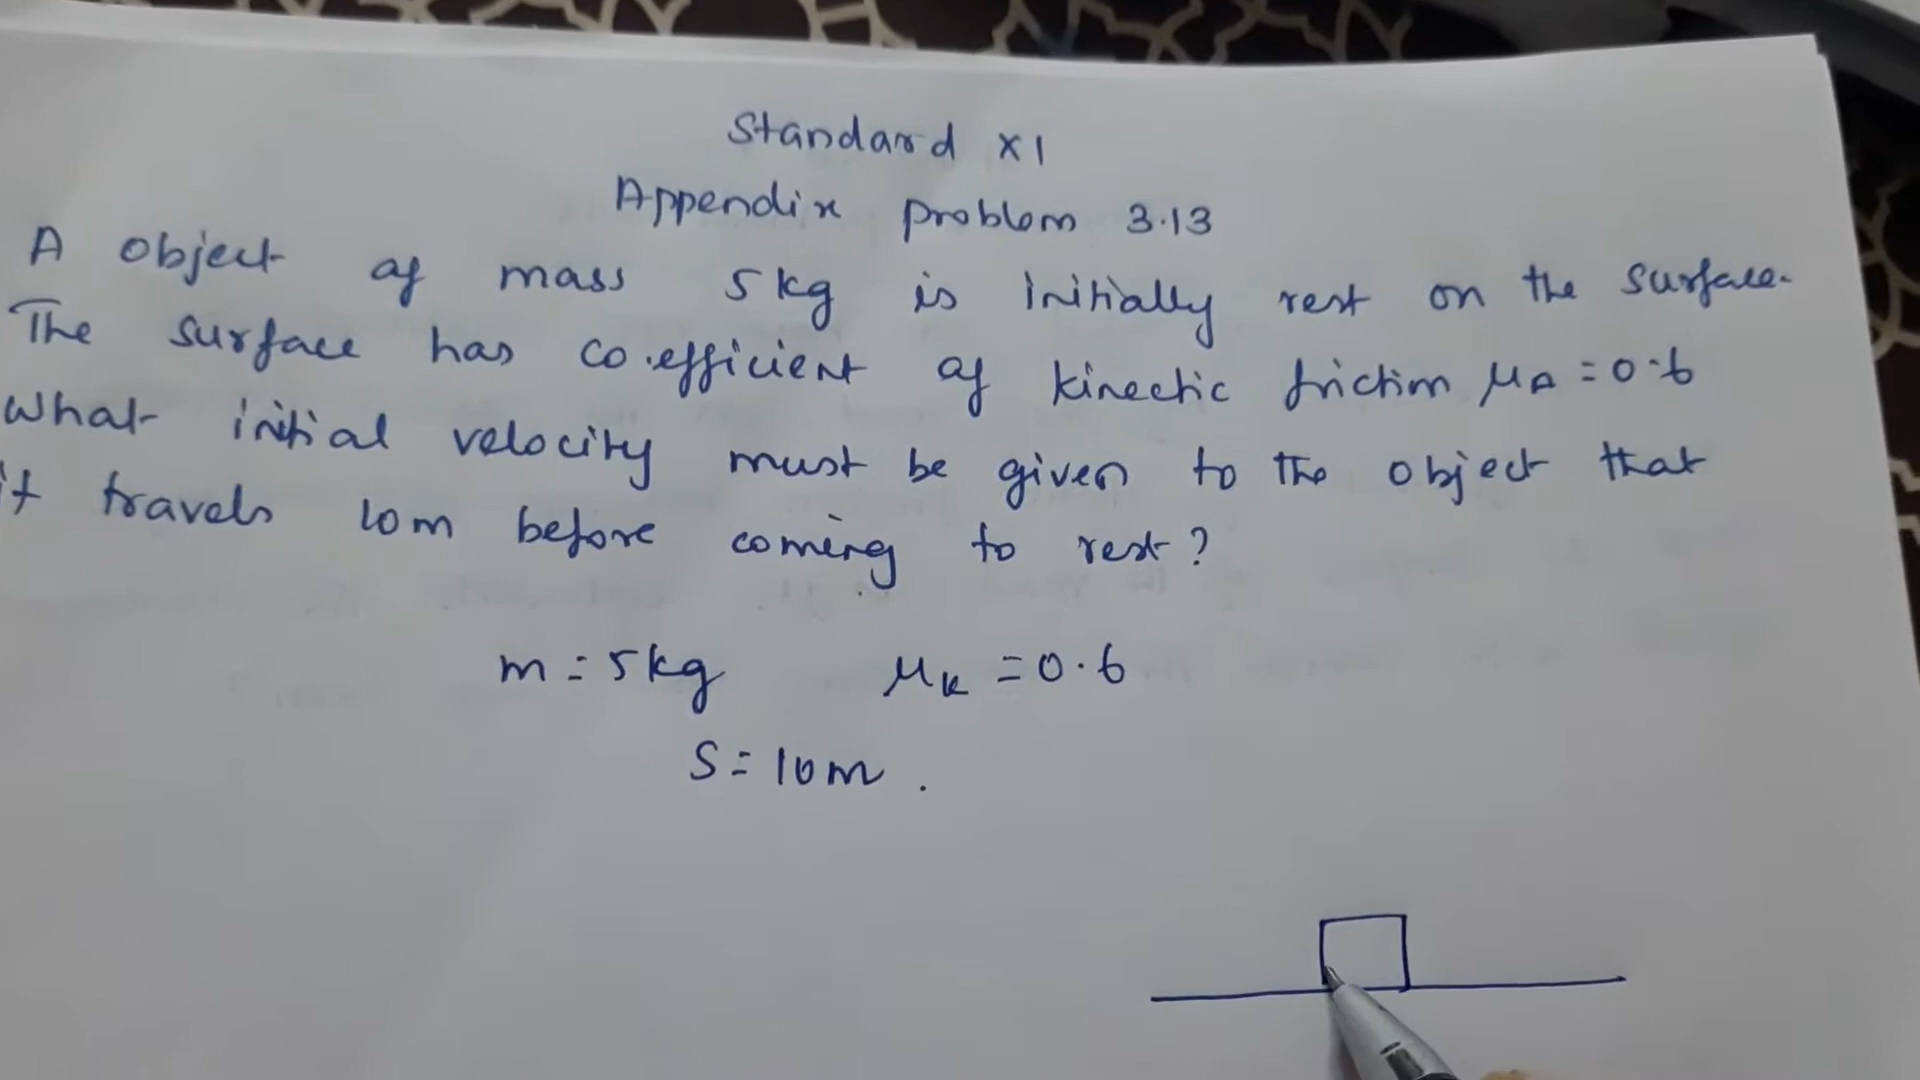 Standard XI
Appendix problem 3.13
A object of mass 5kg is initially rest on the surface.
The surface has co.efficient of kinectic friction μk = 0.6
What initial velocity must be given to the object that
it travels 10m before coming to rest?
m = 5kg μk = 0.6
S = 10m.